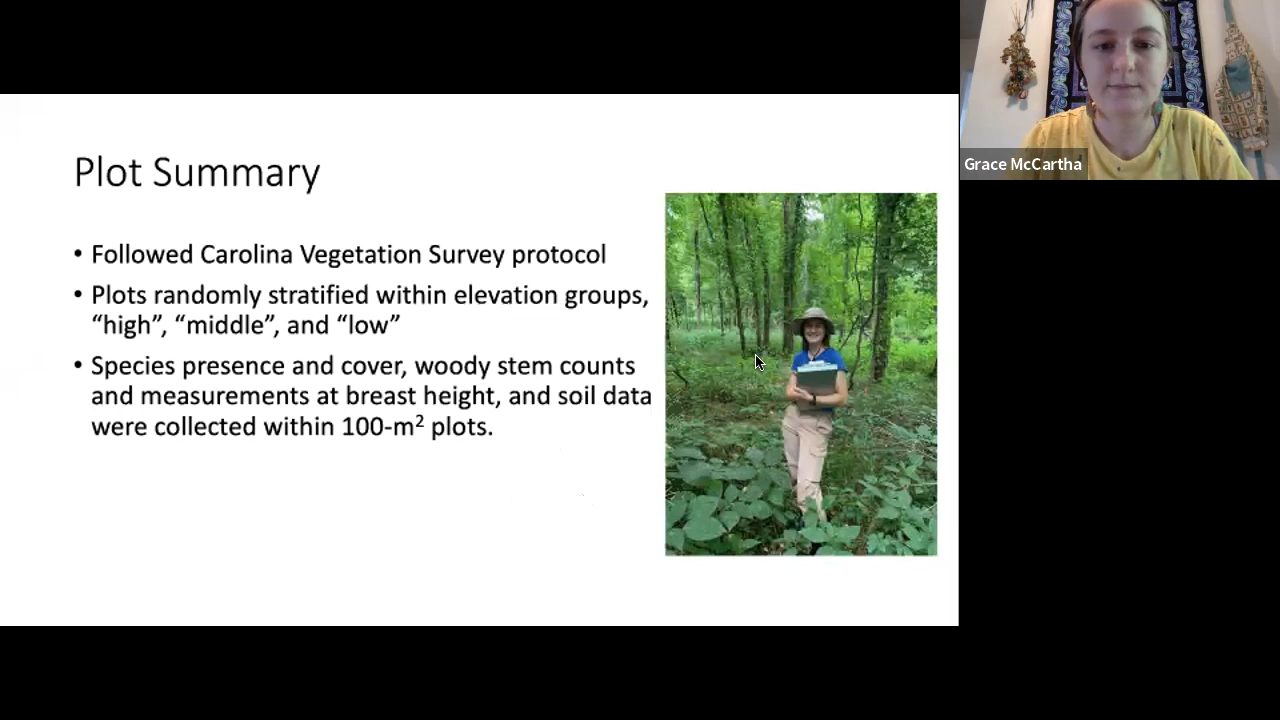 Plot Summary
• Followed Carolina Vegetation Survey protocol
• Plots randomly stratified within elevation groups,
“high”, “middle”, and “low”
• Species presence and cover, woody stem counts
and measurements at breast height, and soil data
were collected within 100-m² plots.
Grace McCartha